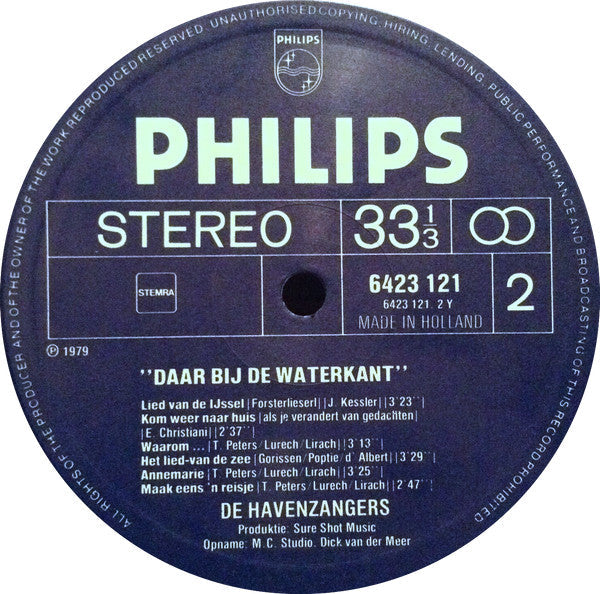 ALL RIGHTS OF THE PRODUCER AND OF THE OWNER OF THE WORK REPRODUCED RESERVED. UNAUTHORISED COPYING, HIRING, LENDING, PUBLIC PERFORMANCE AND BROADCASTING OF THIS RECORD PROHIBITED
PHILIPS
PHILIPS
STEREO 33 1/3
STEMRA 6423 121 2
6423 121. 2 Y
MADE IN HOLLAND
Ⓟ 1979
''DAAR BIJ DE WATERKANT''
Lied van de IJssel |Forsterlieserl| |J. Kessler| |3'23''|
Kom weer naar huis |als je verandert van gedachten|
|E. Christiani| |2'37''|
Waarom ... |T. Peters/Lurech/Lirach| |3'13''|
Het lied-van de zee |Gorissen/Poptie/d'Albert| |3'29''|
Annemarie |T. Peters/Lurech/Lirach| |3'25''|
Maak eens 'n reisje |T. Peters/Lurech/Lirach| |2'47''|
DE HAVENZANGERS
Produktie: Sure Shot Music
Opname: M.C. Studio. Dick van der Meer